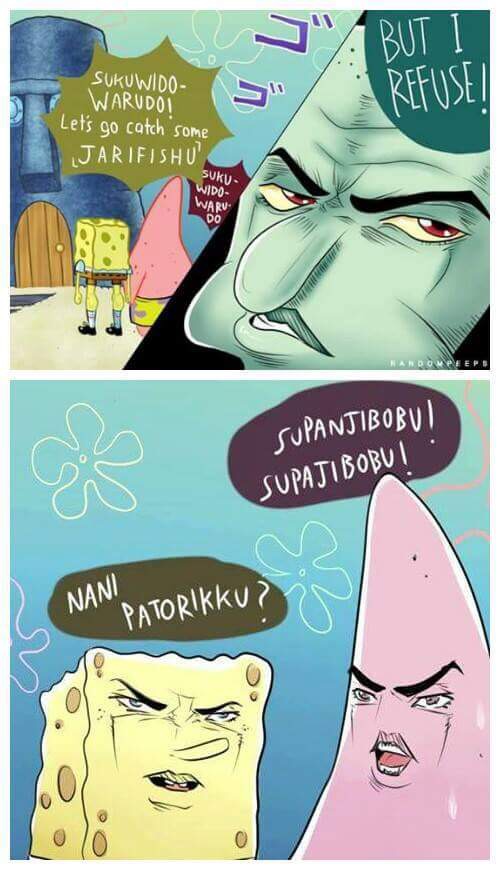 SUKUWIDO-
WARUDO!
Let's go catch some
「JARIFISHU」
SUKU-
WIDO-
WARU-
DO
ゴ
ゴ
BUT I
REFUSE!
RANDOMPEEPS
SUPANJIBOBU!
SUPAJIBOBU!
NANI
PATORIKKU?